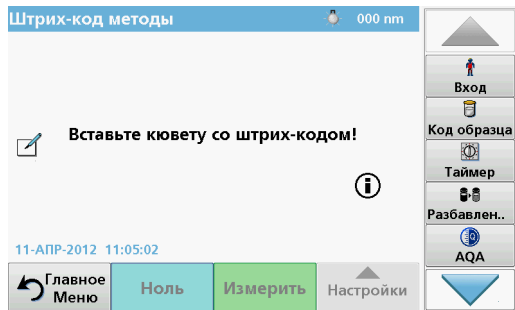 Штрих-код методы 000 nm
Вход
Код образца
Вставьте кювету со штрих-кодом!
Таймер
Разбавлен..
11-АПР-2012 11:05:02
AQA
Главное
Меню
Ноль
Измерить
Настройки